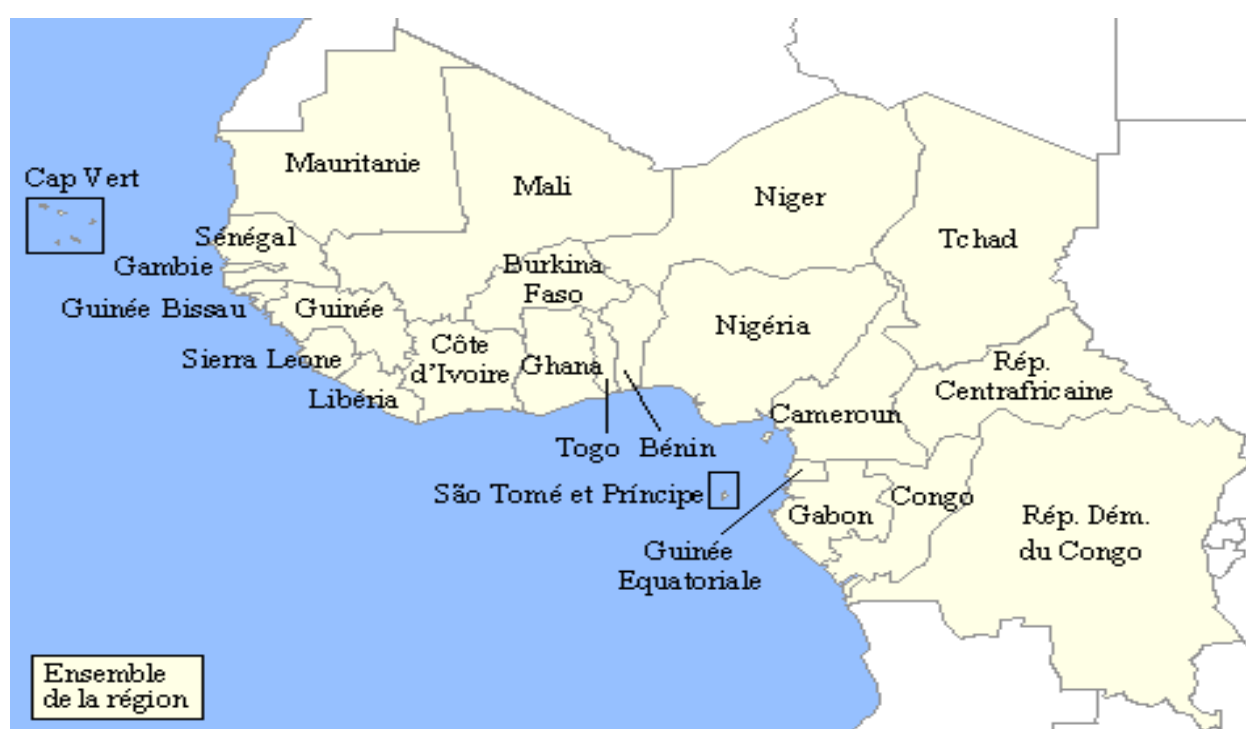 Mauritanie
Cap Vert
Mali
Niger
Sénégal
Tchad
Gambie
Burkina
Faso
Guinée Bissau
Guinée
Nigéria
Sierra Leone
Côte
d'Ivoire
Ghana
Rép.
Centrafricaine
Libéria
Cameroun
Togo
Bénin
São Tomé et Príncipe
Congo
Gabon
Rép. Dém.
du Congo
Guinée
Equatoriale
Ensemble
de la région